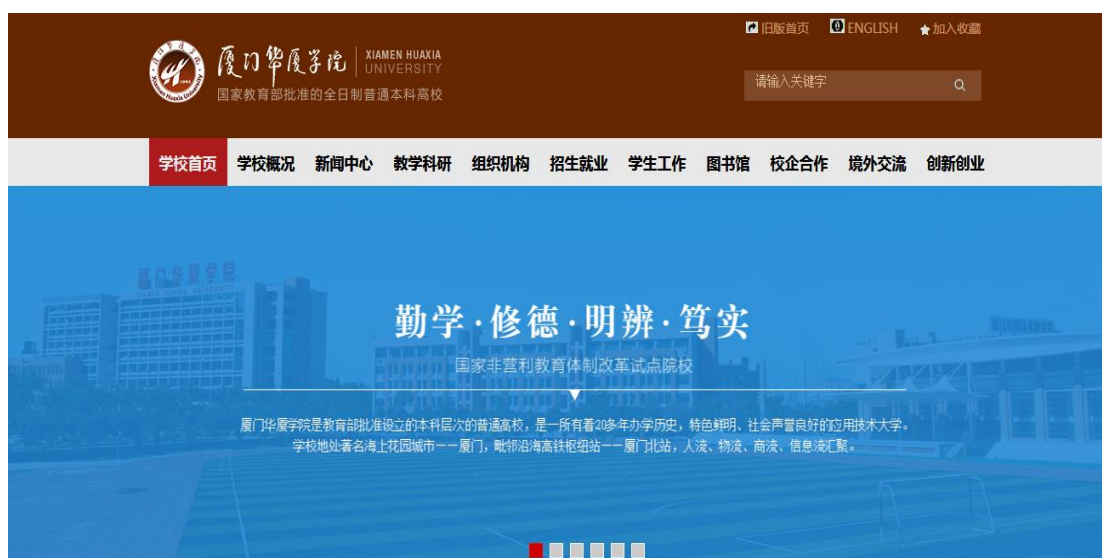 旧版首页 ENGLISH 加入收藏
厦门华厦学院 XIAMEN HUAXIA
UNIVERSITY
国家教育部批准的全日制普通本科高校
请输入关键字
学校首页 学校概况 新闻中心 教学科研 组织机构 招生就业 学生工作 图书馆 校企合作 境外交流 创新创业
厦门华厦学院
勤学·修德·明辨·笃实
国家非营利教育体制改革试点院校
厦门华厦学院是教育部批准设立的本科层次的普通高校，是一所有着20多年办学历史，特色鲜明、社会声誉良好的应用技术大学。
学校地处著名海上花园城市——厦门，毗邻沿海高铁枢纽站——厦门北站，人流、物流、商流、信息流汇聚。